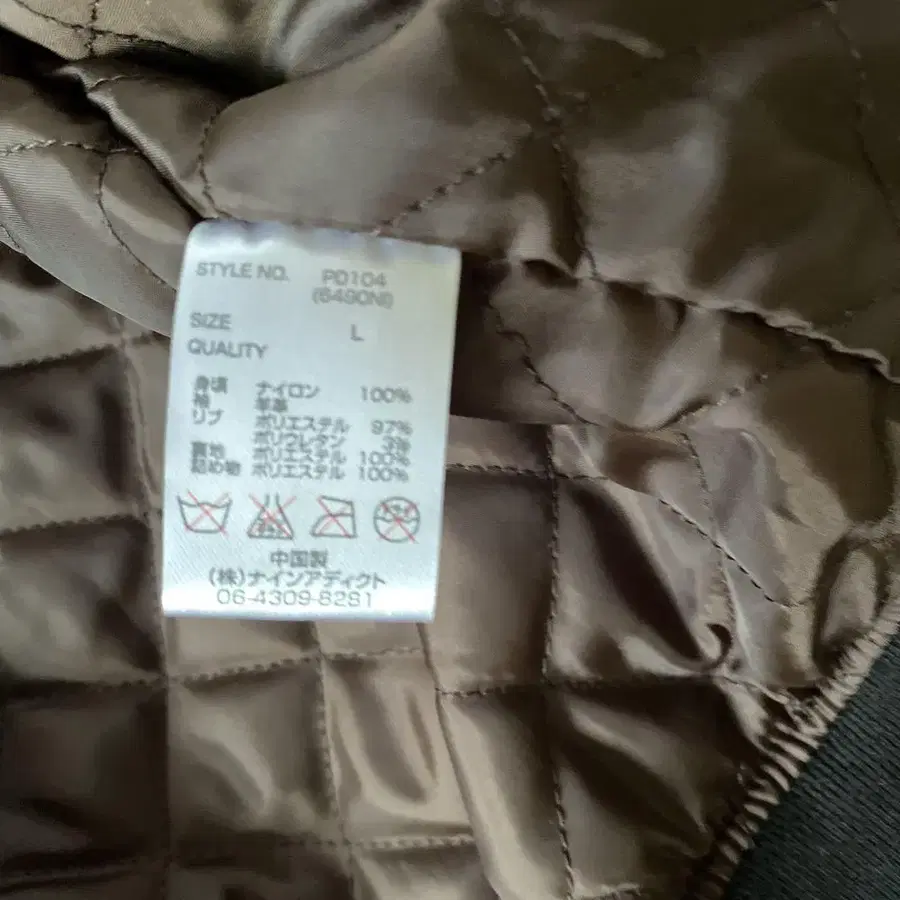 STYLE NO. P0104
(6490NI)
SIZE L
QUALITY
身頃 ナイロン 100%
袖 羊革
リブ ポリエステル 97%
ポリウレタン 3%
裏地 ポリエステル 100%
詰め物 ポリエステル 100%
中国製
(株)ナインアディクト
06-4309-6281